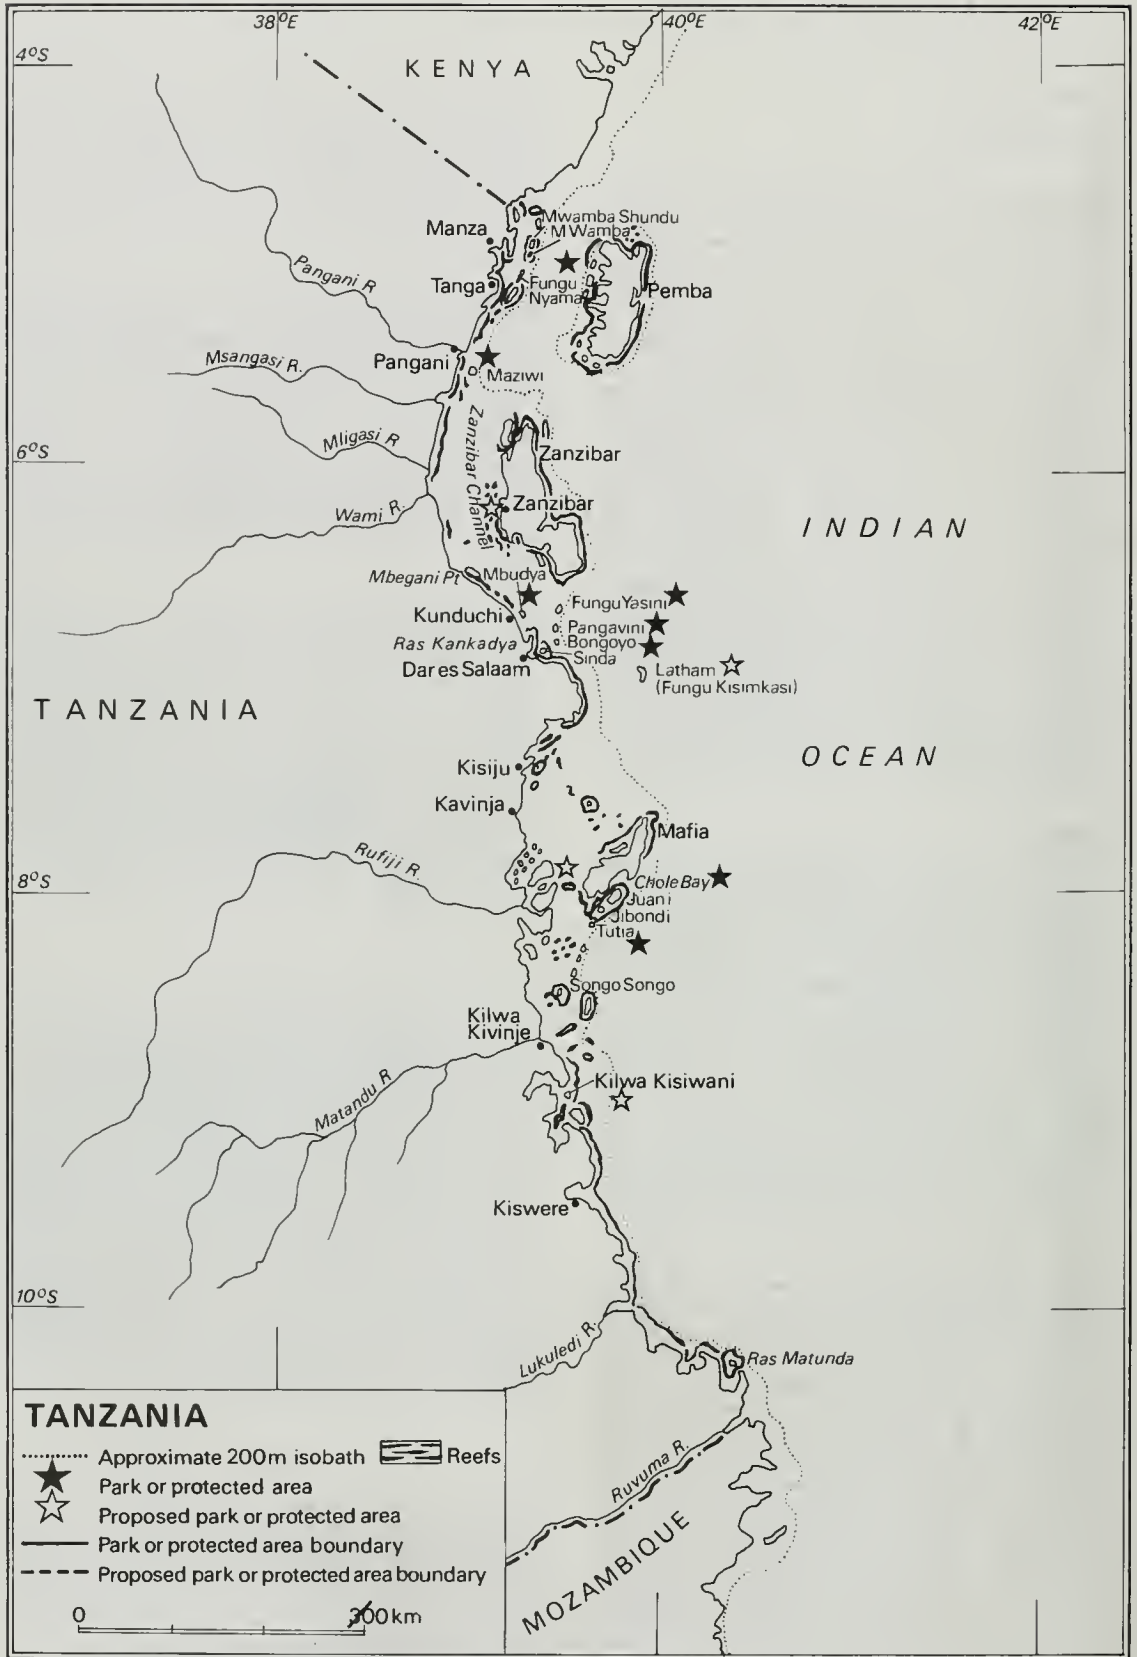 38°E
40°E
42°E
4°S
KENYA
Mwamba Shundu
MWamba
Manza
Tanga
Fungu
Nyama
Pemba
Pangani R
Pangani
Maziwi
Msangasi R.
Zanzibar Channel
Mligasi R
6°S
Zanzibar
Zanzibar
Wami R.
INDIAN
Mbegani Pt
Mbudya
Kunduchi
Fungu Yasini
Pangavini
Ras Kankadya
Bongoyo
Sinda
Dar es Salaam
Latham
(Fungu Kisimkasi)
TANZANIA
OCEAN
Kisiju
Kavinja
Mafia
Rufiji R.
8°S
Chole Bay
Juani
Jibondi
Tutia
Songo Songo
Kilwa
Kivinje
Kilwa Kisiwani
Matandu R
Kiswere
10°S
Lukuledi R.
Ras Matunda
TANZANIA
Approximate 200m isobath
Reefs
Park or protected area
Proposed park or protected area
Park or protected area boundary
Proposed park or protected area boundary
0
300 km
Ruvuma R.
MOZAMBIQUE